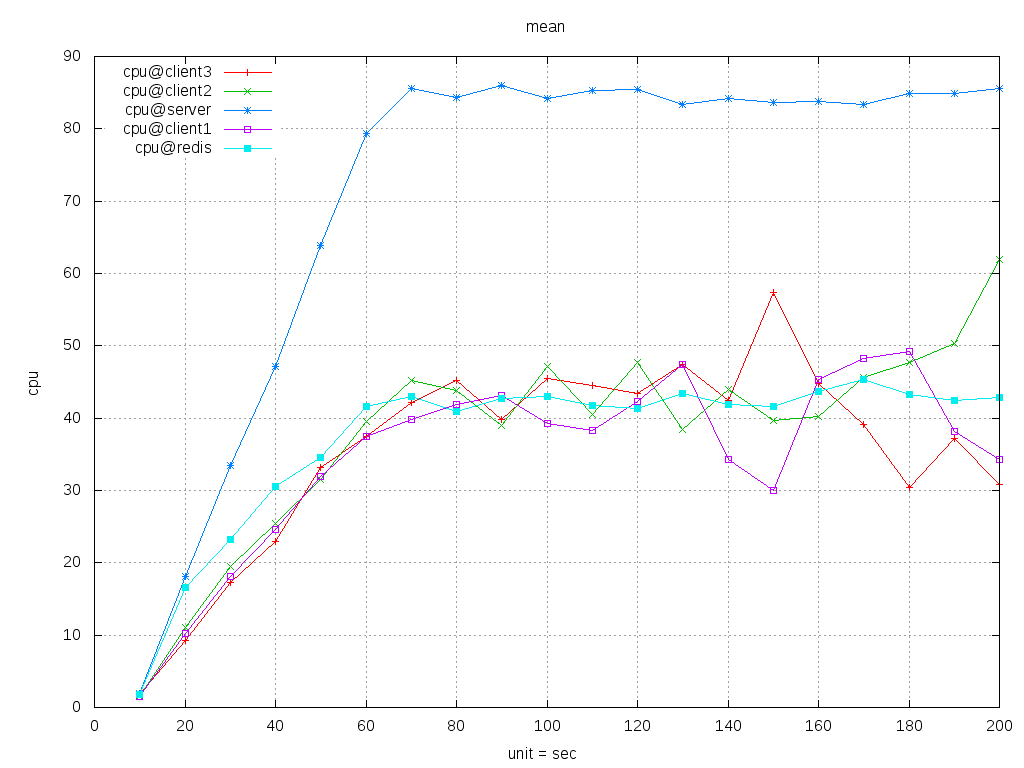 mean
90
80
70
60
50
40
30
20
10
0
cpu
cpu@client3
cpu@client2
cpu@server
cpu@client1
cpu@redis
0 20 40 60 80 100 120 140 160 180 200
unit = sec